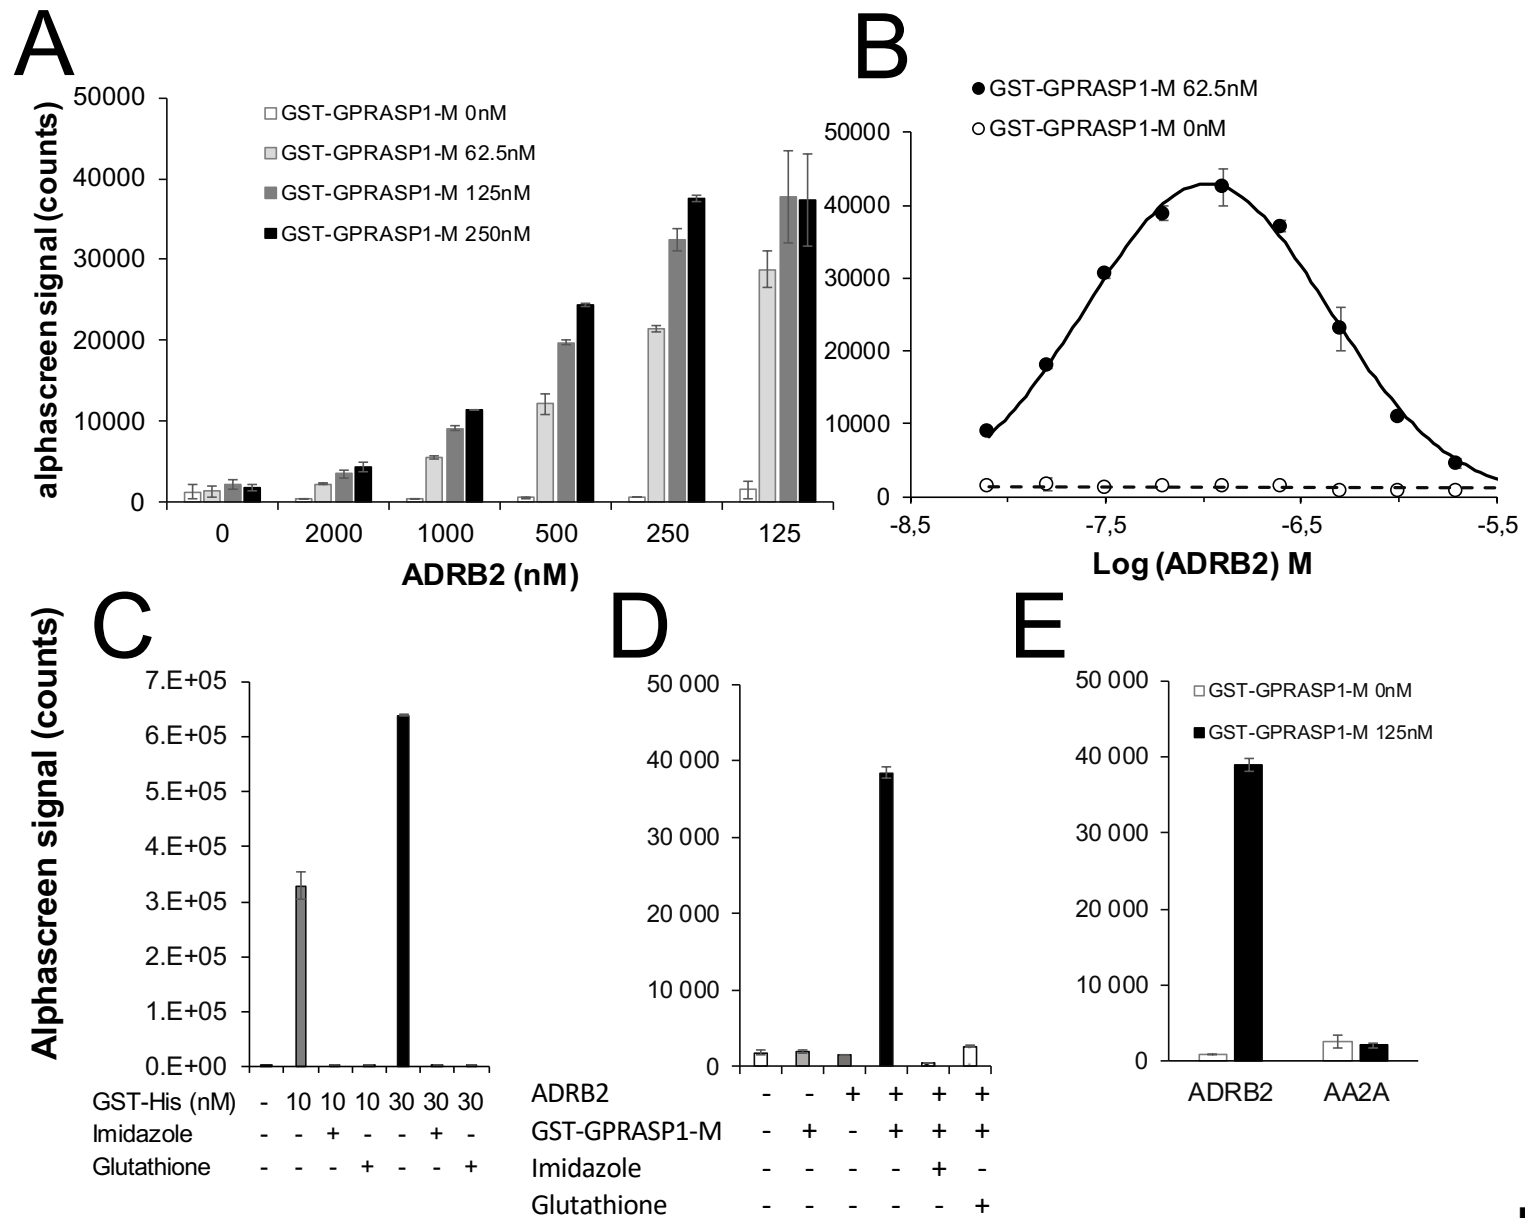 A
B
alphascreen signal (counts)
50000
40000
30000
20000
10000
0
GST-GPRASP1-M 0nM
GST-GPRASP1-M 62.5nM
GST-GPRASP1-M 125nM
GST-GPRASP1-M 250nM
0 2000 1000 500 250 125
ADRB2 (nM)
GST-GPRASP1-M 62.5nM
GST-GPRASP1-M 0nM
50000
40000
30000
20000
10000
0
-8,5 -7,5 -6,5 -5,5
Log (ADRB2) M
C
D
E
Alphascreen signal (counts)
7.E+05
6.E+05
5.E+05
4.E+05
3.E+05
2.E+05
1.E+05
0.E+00
GST-His (nM) - 10 10 10 30 30 30
Imidazole - - + - - + -
Glutathione - - - + - - +
50 000
40 000
30 000
20 000
10 000
0
ADRB2 - - + + + +
GST-GPRASP1-M - + - + + +
Imidazole - - - - + -
Glutathione - - - - - +
50 000
40 000
30 000
20 000
10 000
0
GST-GPRASP1-M 0nM
GST-GPRASP1-M 125nM
ADRB2 AA2A